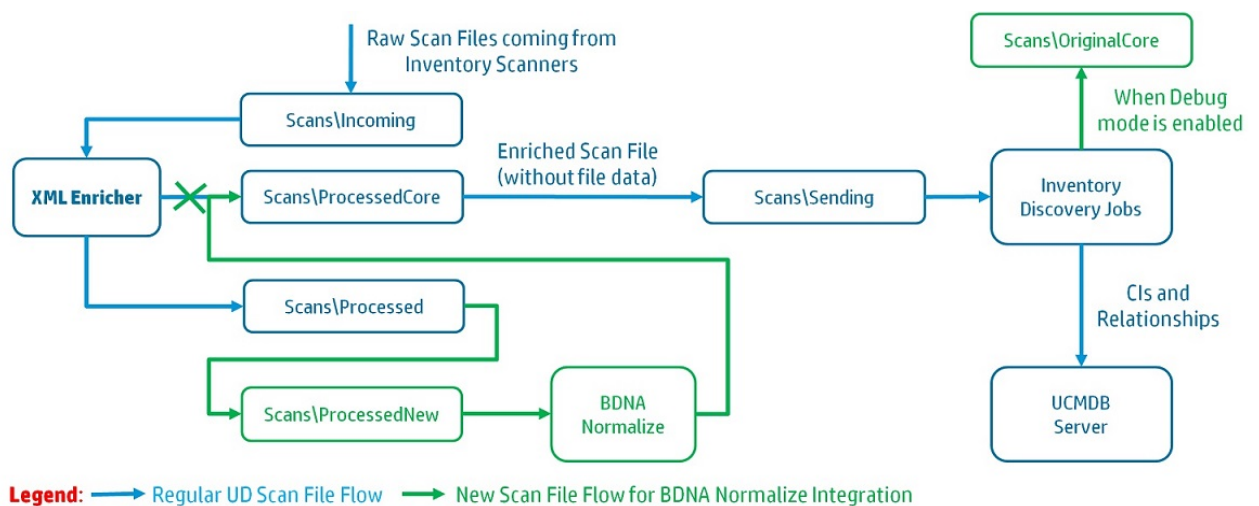 Raw Scan Files coming from
Inventory Scanners
Scans\OriginalCore
When Debug
mode is enabled
Scans\Incoming
XML Enricher
Scans\ProcessedCore
Enriched Scan File
(without file data)
Scans\Sending
Inventory
Discovery Jobs
Scans\Processed
CIs and
Relationships
Scans\ProcessedNew
BDNA
Normalize
UCMDB
Server
Legend: Regular UD Scan File Flow New Scan File Flow for BDNA Normalize Integration